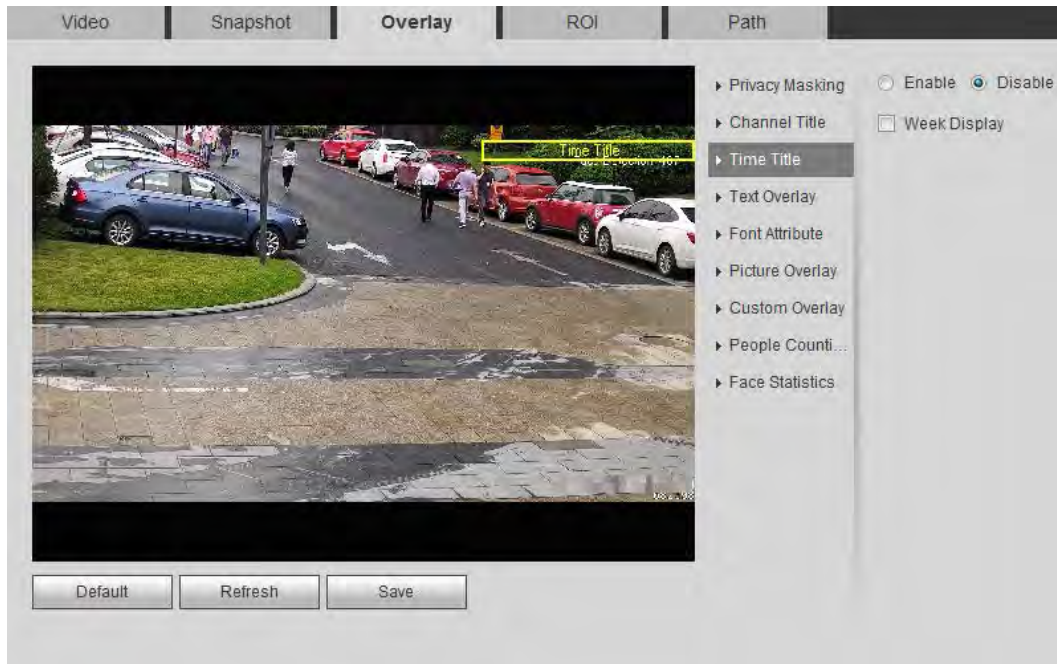 Video Snapshot Overlay ROI Path
Privacy Masking
Enable Disable
Channel Title
Week Display
Time Title
Time Title
Text Overlay
Font Attribute
Picture Overlay
Custom Overlay
People Counti...
Face Statistics
Default Refresh Save